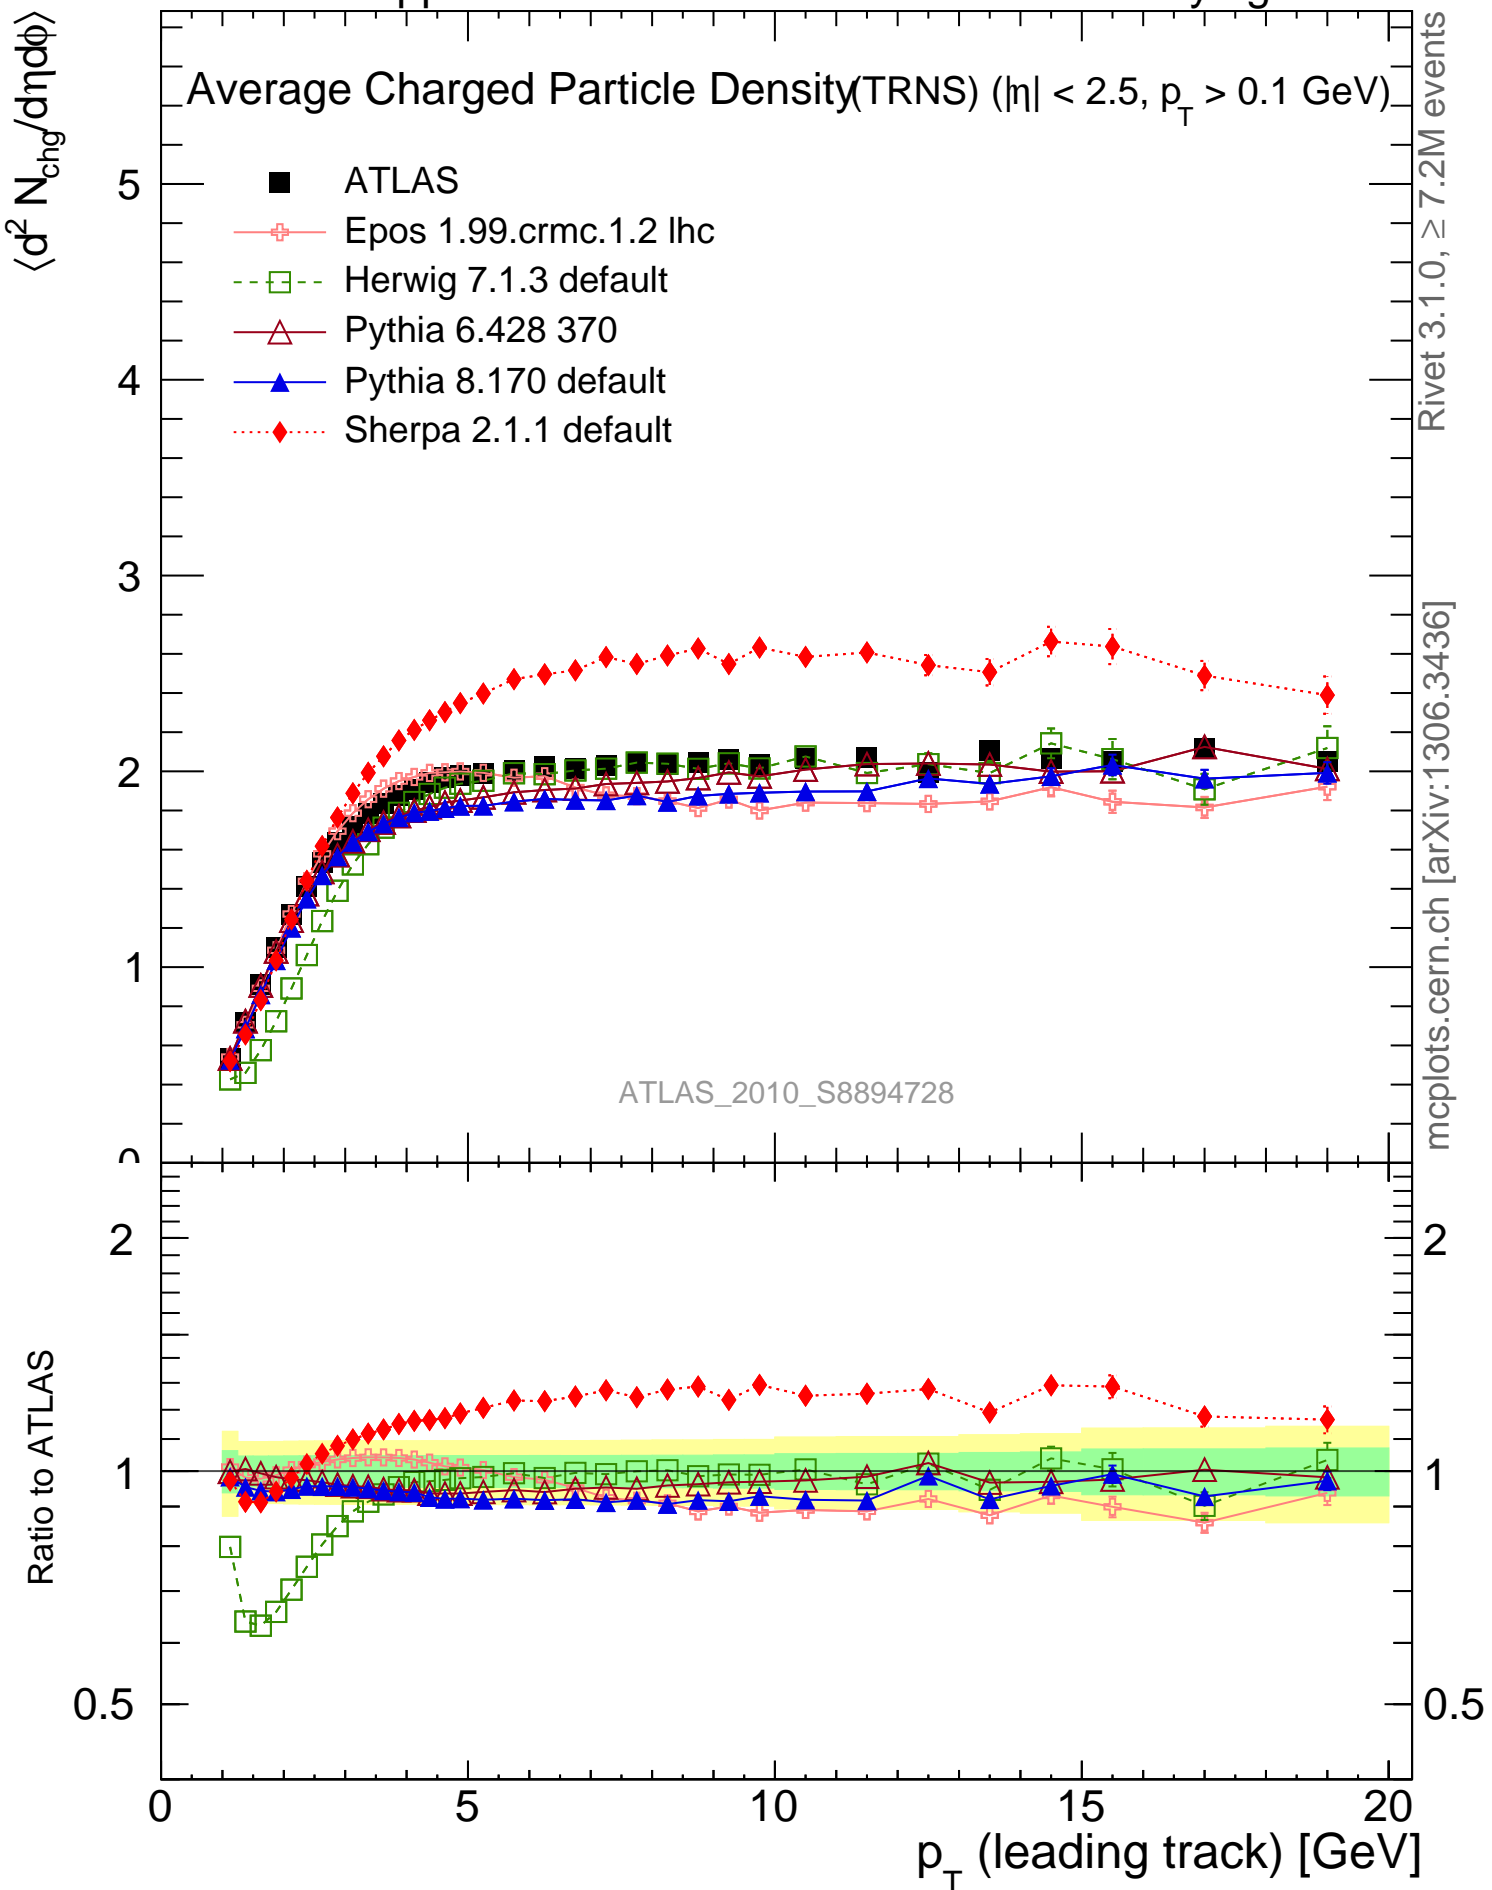 ⟨d² N_chg/dηdϕ⟩
Average Charged Particle Density(TRNS) (|η| < 2.5, p_T > 0.1 GeV)
ATLAS
Epos 1.99.crmc.1.2 lhc
Herwig 7.1.3 default
Pythia 6.428 370
Pythia 8.170 default
Sherpa 2.1.1 default
5
4
3
2
1
0
ATLAS_2010_S8894728
Rivet 3.1.0, ≥ 7.2M events
mcplots.cern.ch [arXiv:1306.3436]
Ratio to ATLAS
2
1
0.5
2
1
0.5
0 5 10 15 20
p_T (leading track) [GeV]